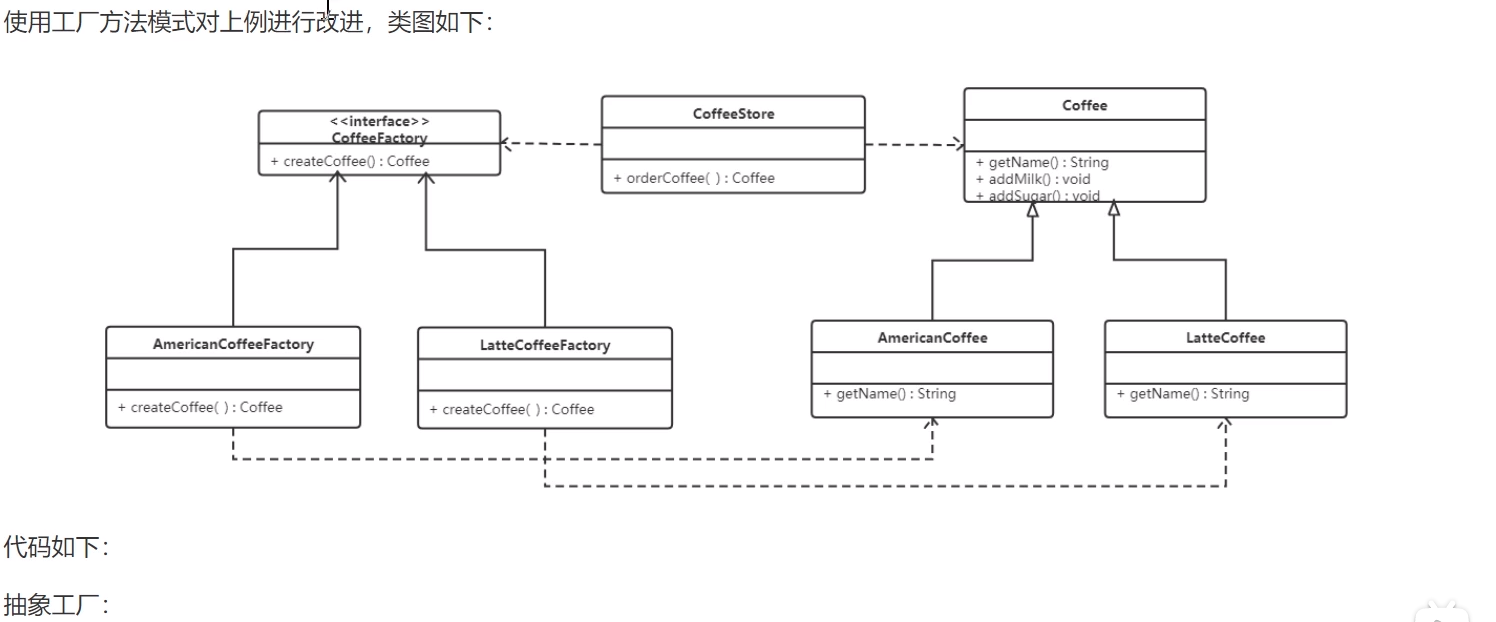 使用工厂方法模式对上例进行改进，类图如下：
<<interface>>
CoffeeFactory
+ createCoffee() : Coffee
CoffeeStore
+ orderCoffee( ) : Coffee
Coffee
+ getName() : String
+ addMilk() : void
+ addSugar() : void
AmericanCoffeeFactory
+ createCoffee( ) : Coffee
LatteCoffeeFactory
+ createCoffee( ) : Coffee
AmericanCoffee
+ getName() : String
LatteCoffee
+ getName() : String
代码如下：
抽象工厂：